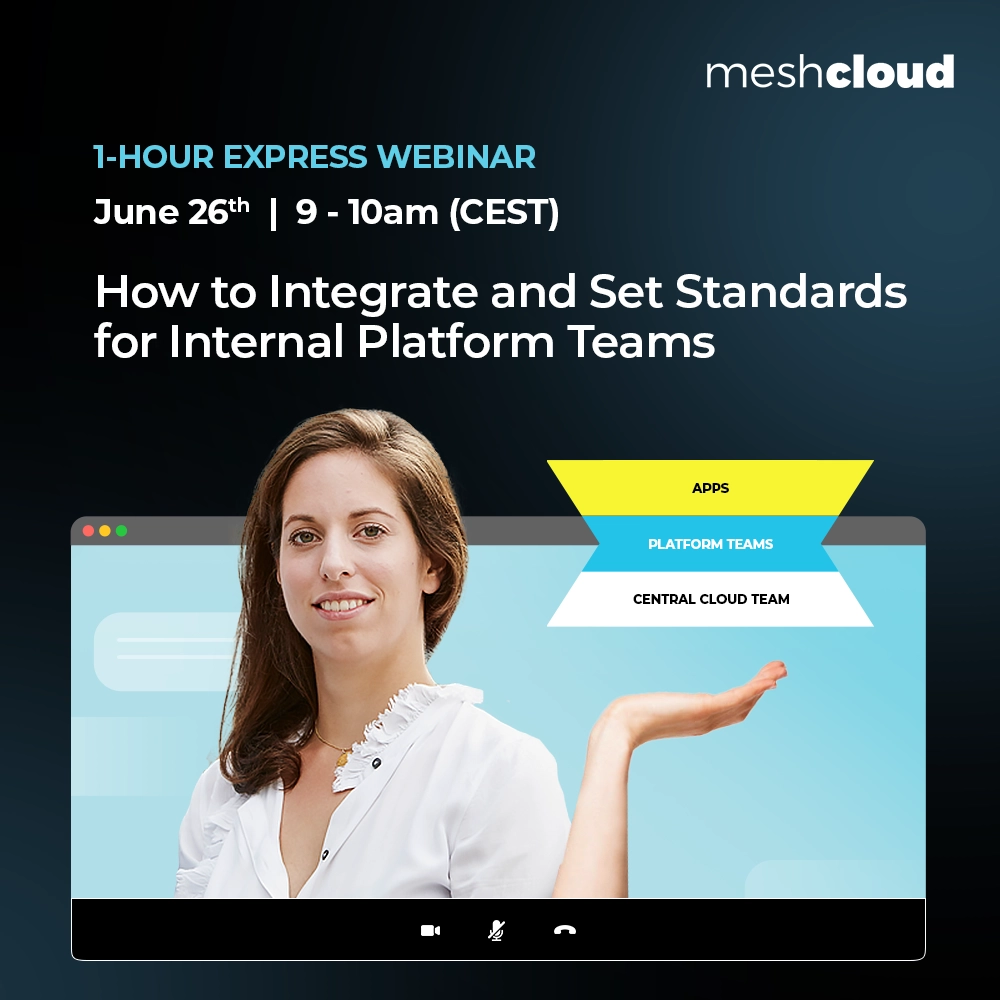 meshcloud
1-HOUR EXPRESS WEBINAR
June 26th | 9 - 10am (CEST)
How to Integrate and Set Standards
for Internal Platform Teams
APPS
PLATFORM TEAMS
CENTRAL CLOUD TEAM